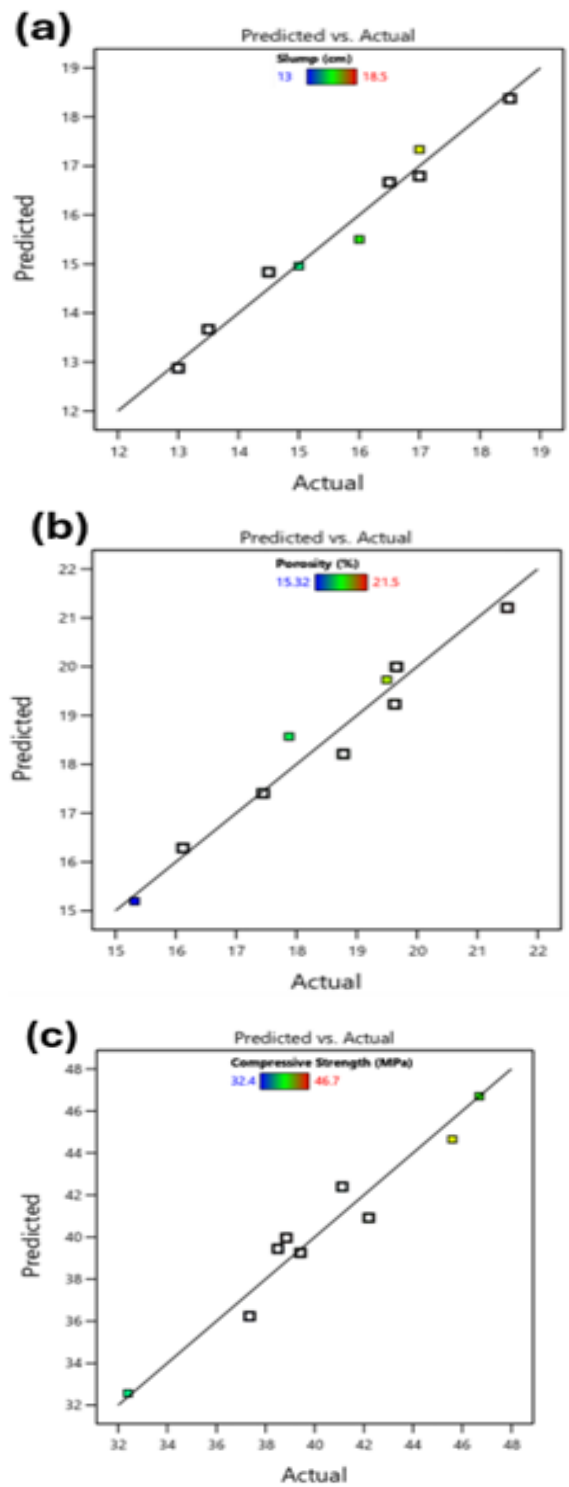 (a)
Predicted vs. Actual
Slump (cm)
13 18.5
19
18
17
16
15
14
13
12
Predicted
12 13 14 15 16 17 18 19
Actual
(b)
Predicted vs. Actual
Porosity (%)
15.32 21.5
22
21
20
19
18
17
16
15
Predicted
15 16 17 18 19 20 21 22
Actual
(c)
Predicted vs. Actual
Compressive Strength (MPa)
32.4 46.7
48
46
44
42
40
38
36
34
32
Predicted
32 34 36 38 40 42 44 46 48
Actual